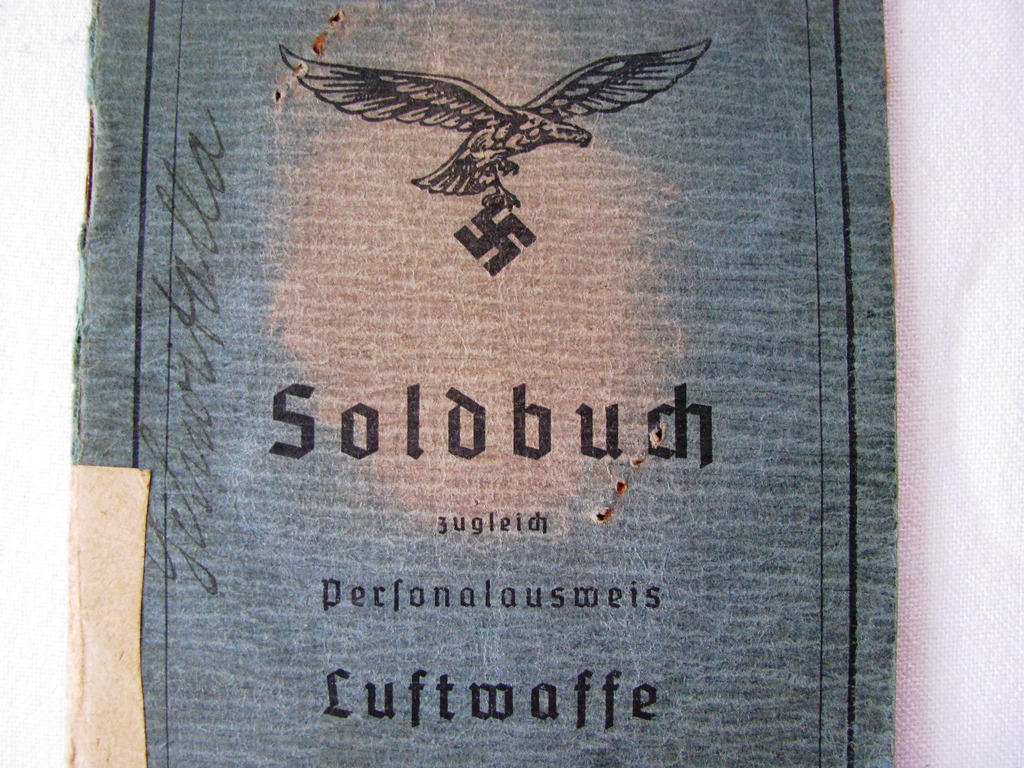 Soldbuch
zugleich
Personalausweis
Luftwaffe